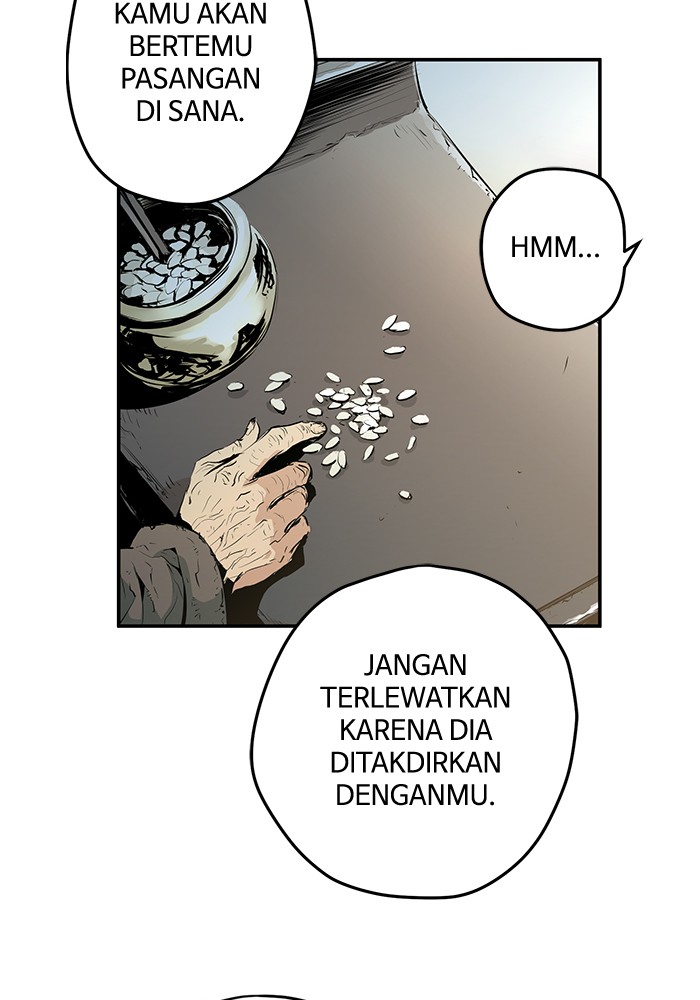 KAMU AKAN
BERTEMU
PASANGAN
DI SANA.
HMM...
JANGAN
TERLEWATKAN
KARENA DIA
DITAKDIRKAN
DENGANMU.